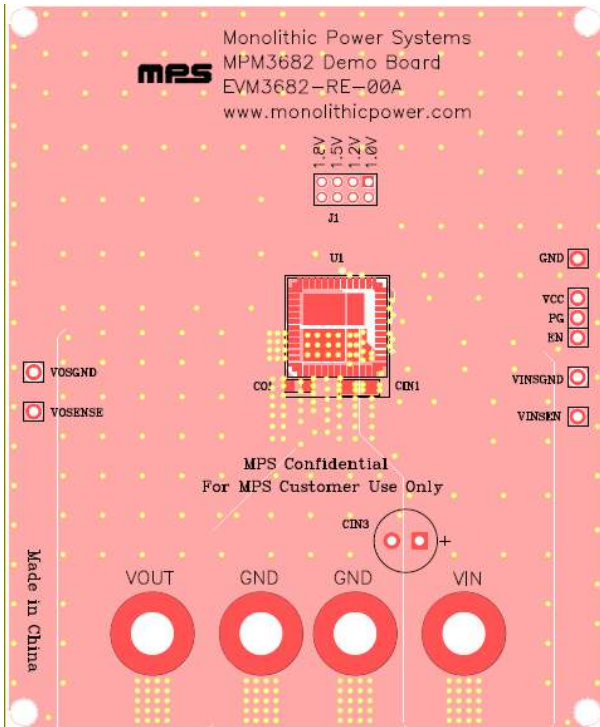 mps
Monolithic Power Systems
MPM3682 Demo Board
EVM3682-RE-00A
www.monolithicpower.com
1.8V
1.5V
1.2V
1.0V
J1
U1
GND
VCC
PG
EN
VOSGND
VINSGND
CO1
CIN1
VOSENSE
VINSEN
MPS Confidential
For MPS Customer Use Only
CIN3
+
Made in China
VOUT
GND
GND
VIN